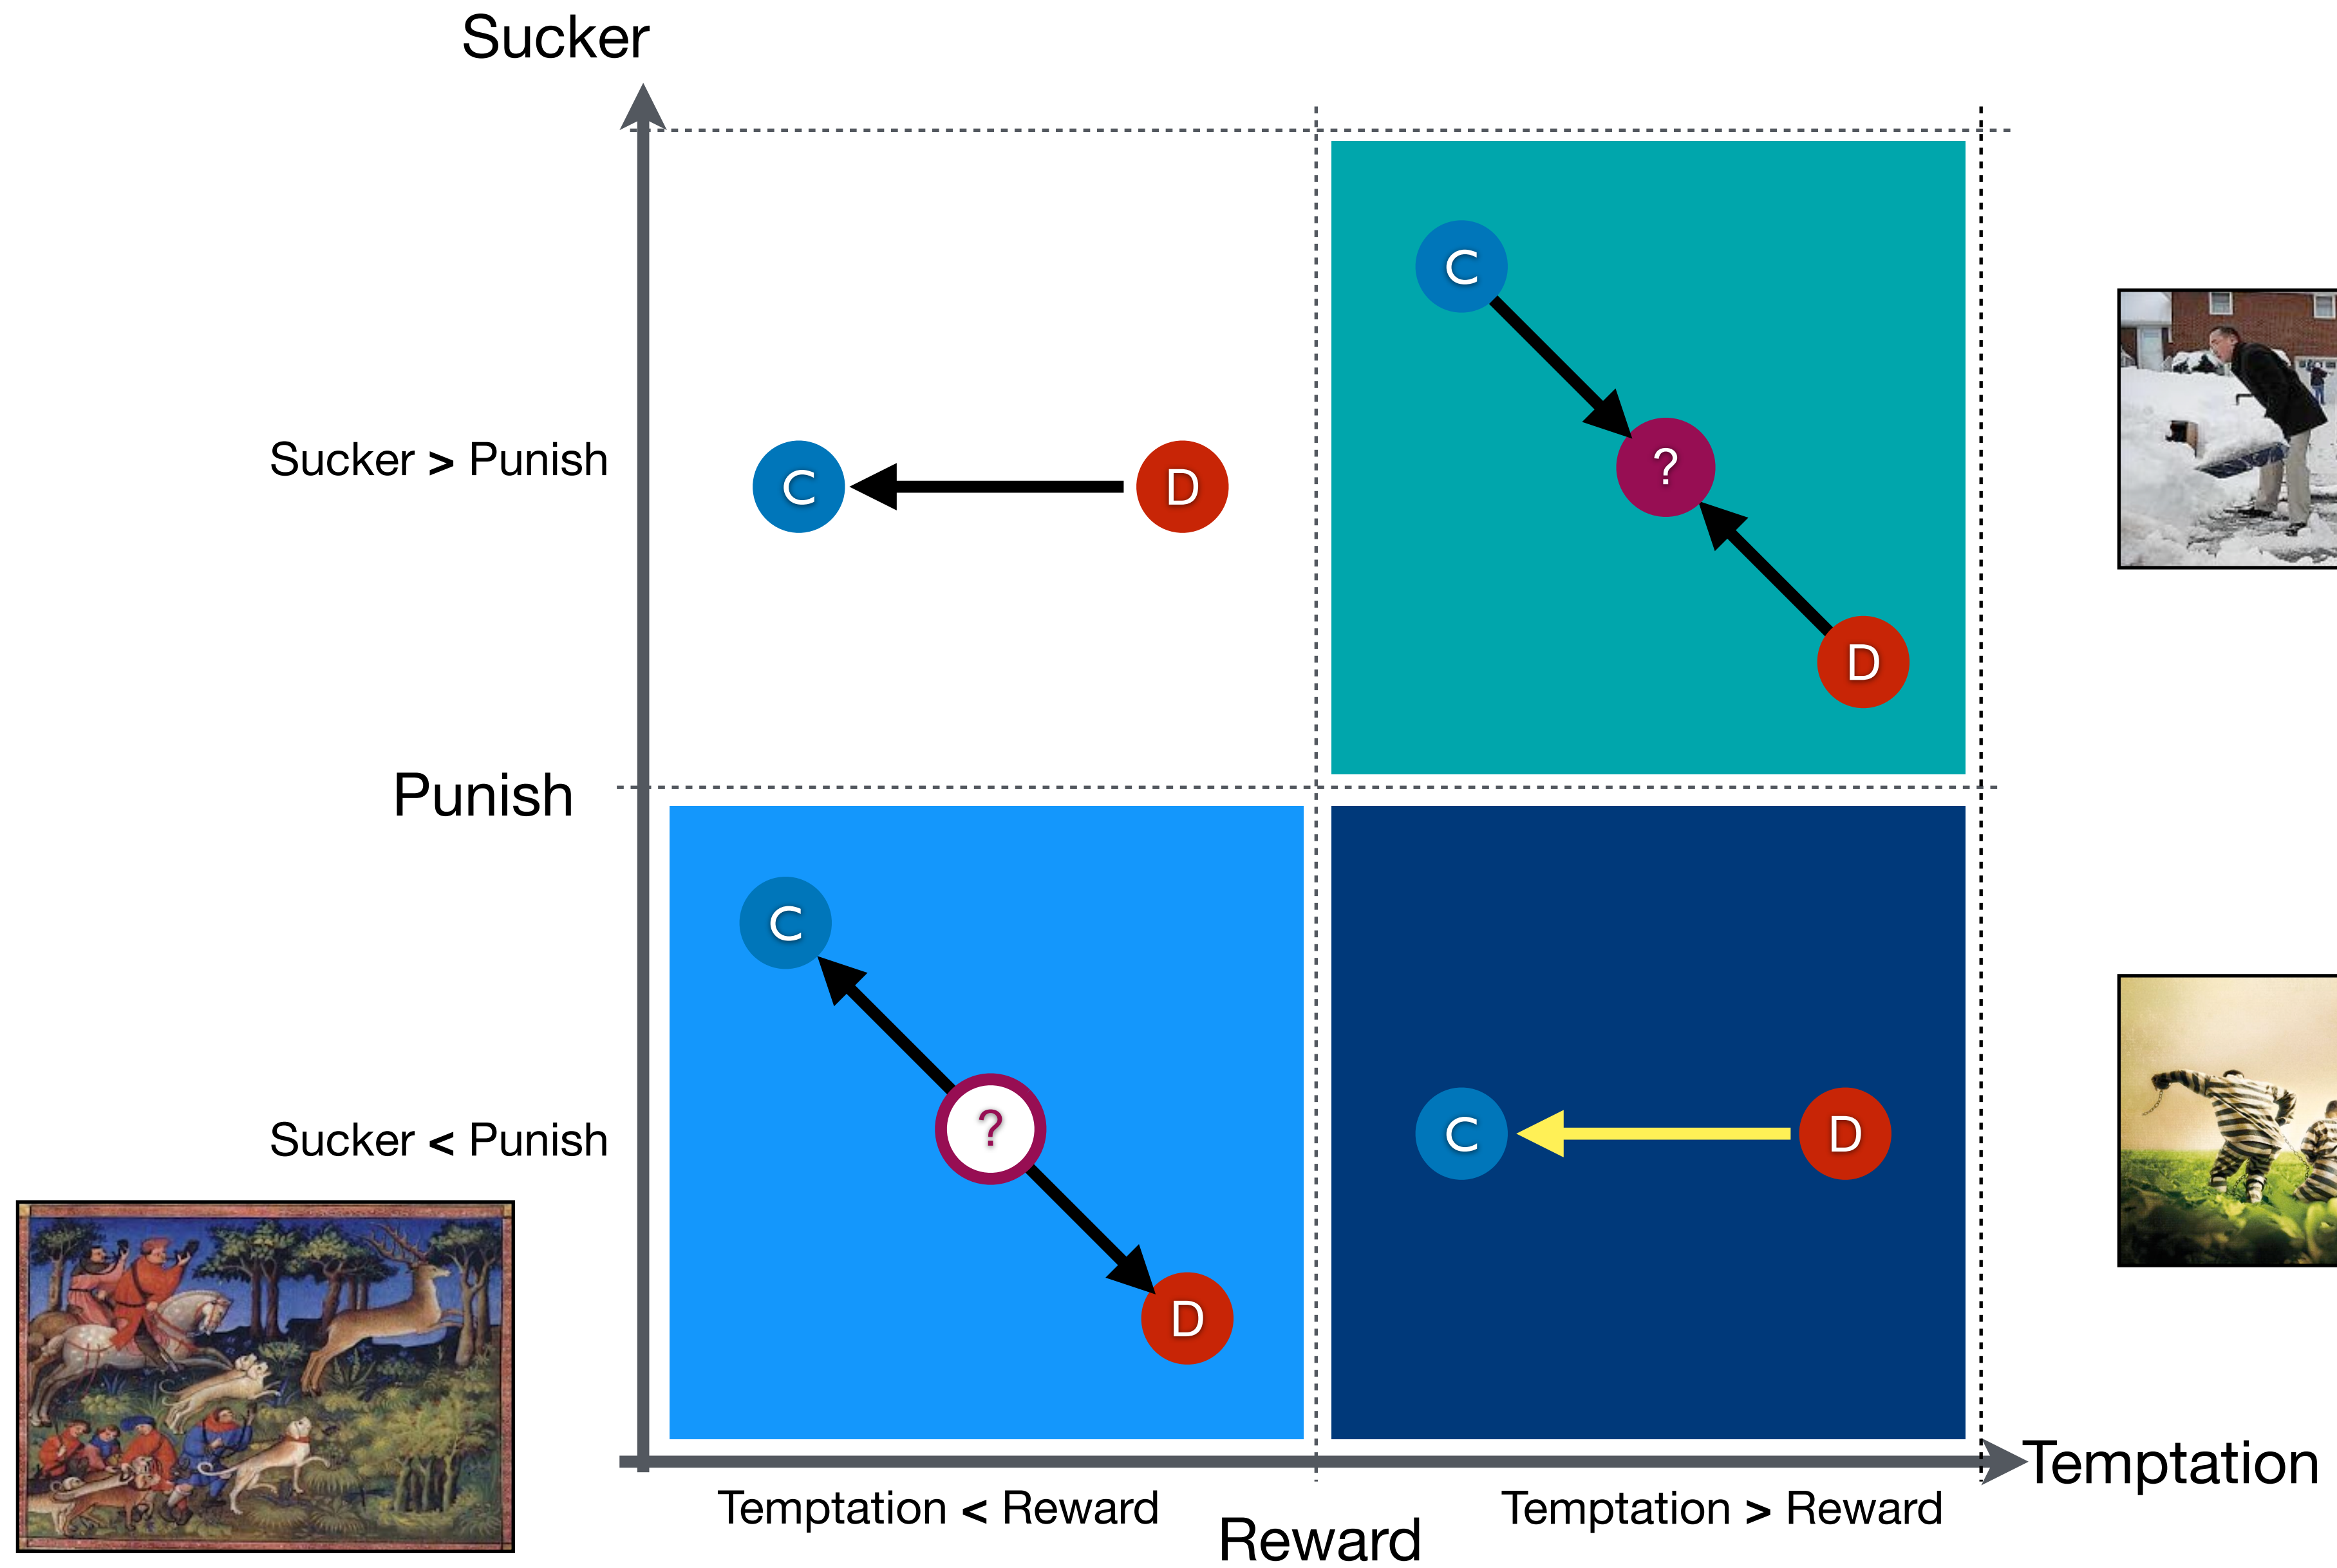 Sucker
C
?
D
Sucker > Punish
C
D
Punish
C
?
D
Sucker < Punish
C
D
Temptation
Temptation < Reward
Temptation > Reward
Reward